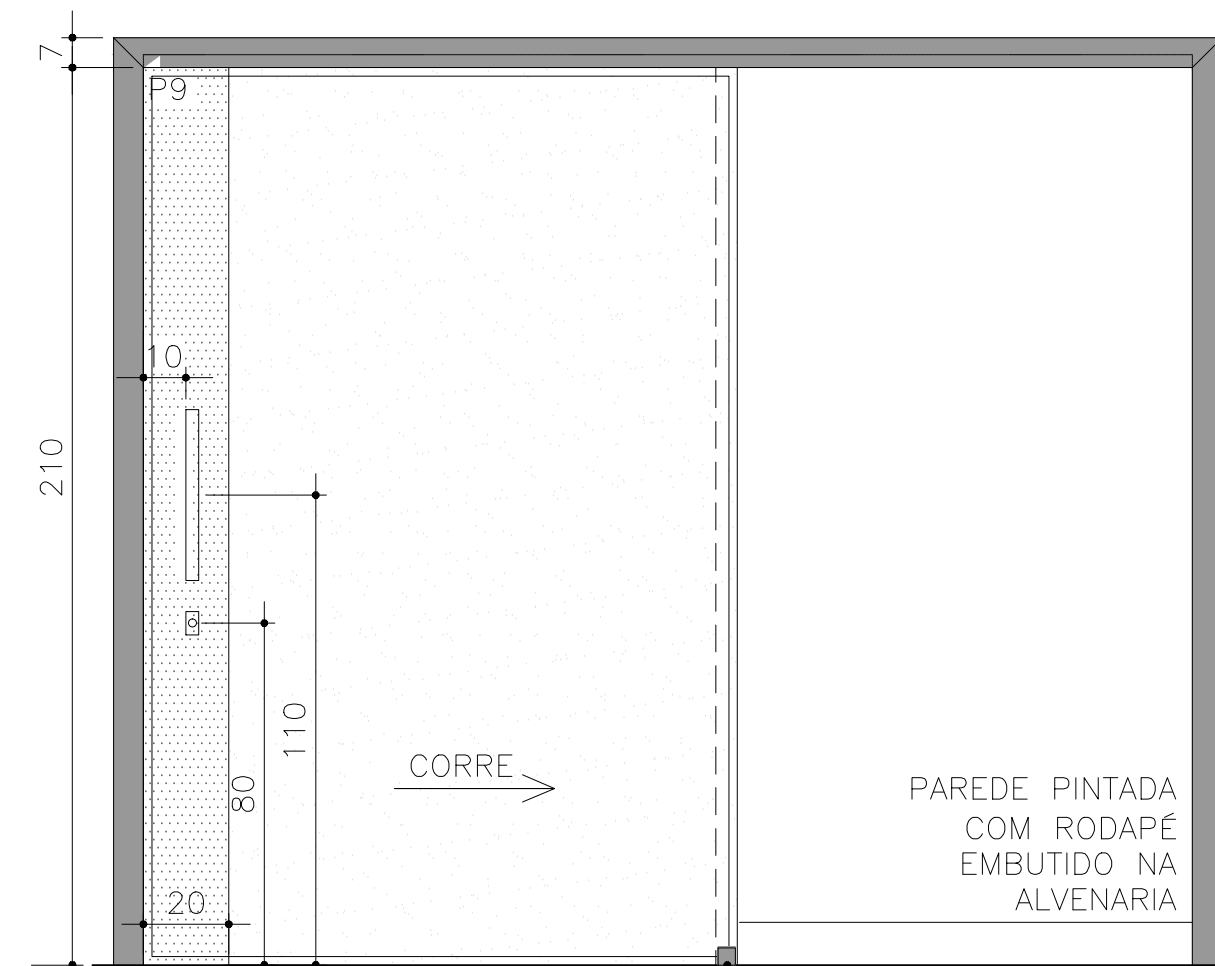 7
P9
10
210
110
80
CORRE
20
PAREDE PINTADA
COM RODAPÉ
EMBUTIDO NA
ALVENARIA